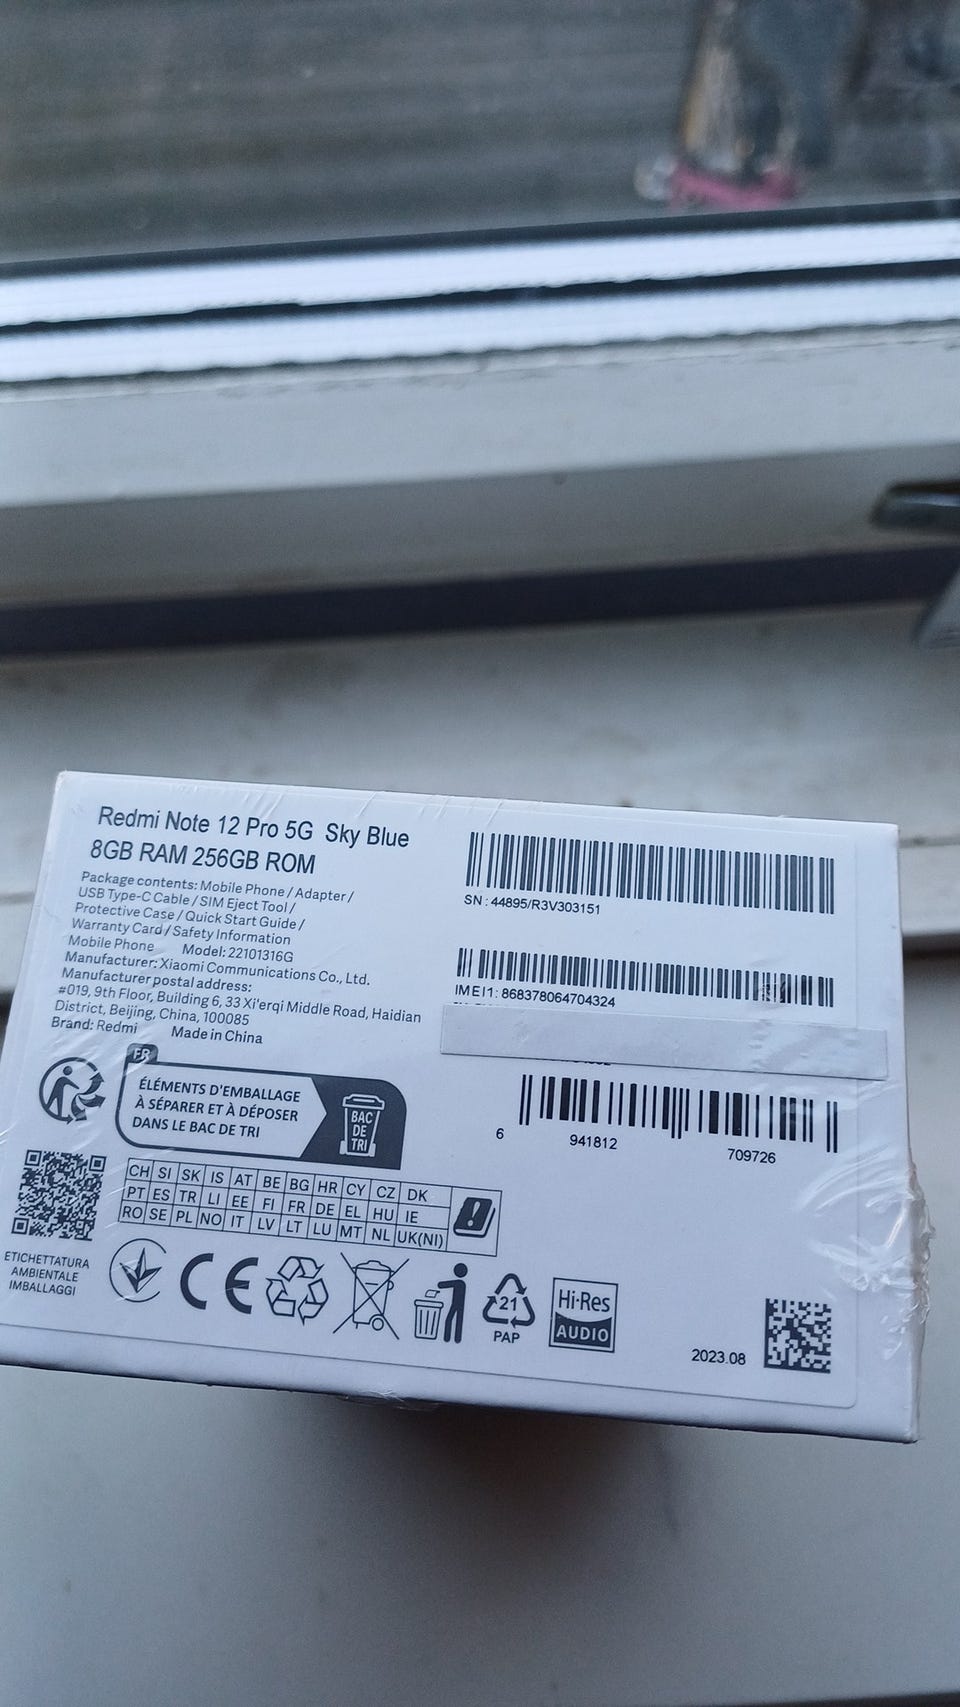 Redmi Note 12 Pro 5G Sky Blue
8GB RAM 256GB ROM
Package contents: Mobile Phone / Adapter /
USB Type-C Cable / SIM Eject Tool /
Protective Case / Quick Start Guide /
Warranty Card / Safety Information
Mobile Phone Model: 22101316G
Manufacturer: Xiaomi Communications Co., Ltd.
Manufacturer postal address:
#019, 9th Floor, Building 6, 33 Xi'erqi Middle Road, Haidian
District, Beijing, China, 100085
Brand: Redmi Made in China
SN: 44895/R3V303151
IMEI1: 868378064704324
6 941812 709726
FR
ÉLÉMENTS D'EMBALLAGE
À SÉPARER ET À DÉPOSER
DANS LE BAC DE TRI
BAC
DE
TRI
CH SI SK IS AT BE BG HR CY CZ DK
PT ES TR LI EE FI FR DE EL HU IE
RO SE PL NO IT LV LT LU MT NL UK(NI)
ETICHETTATURA
AMBIENTALE
IMBALLAGGI
CE
21
PAP
Hi-Res
AUDIO
2023.08